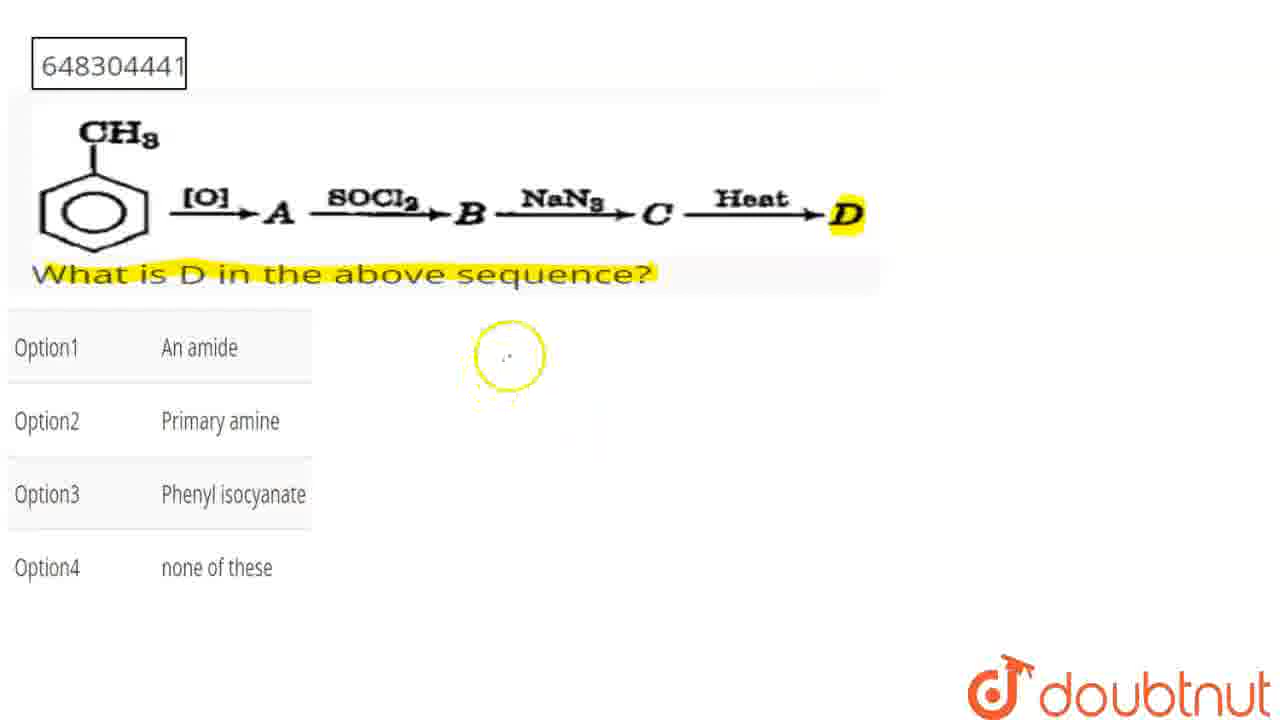 648304441
CH₃
[O] A SOCl₂ B NaN₃ C Heat D
What is D in the above sequence?
Option1 An amide
Option2 Primary amine
Option3 Phenyl isocyanate
Option4 none of these
doubtnut